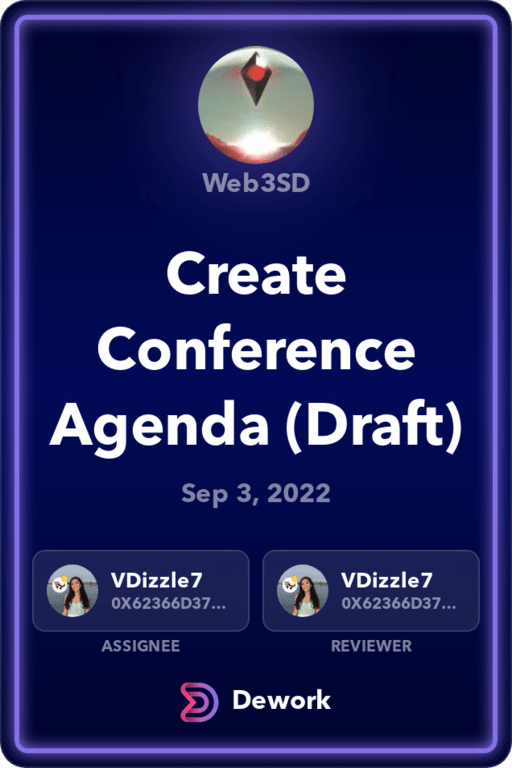 Web3SD
Create
Conference
Agenda (Draft)
Sep 3, 2022
VDizzle7
0X62366D37...
ASSIGNEE
VDizzle7
0X62366D37...
REVIEWER
Dework